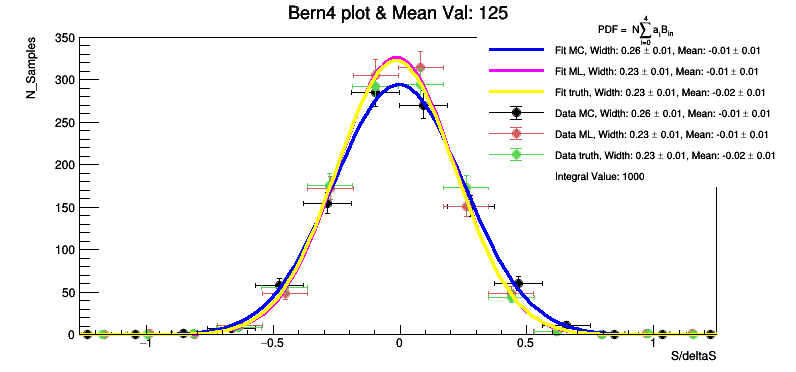 Bern4 plot & Mean Val: 125
PDF = N∑aᵢBᵢₙ
4
i=0
Fit MC, Width: 0.26 ± 0.01, Mean: -0.01 ± 0.01
Fit ML, Width: 0.23 ± 0.01, Mean: -0.01 ± 0.01
Fit truth, Width: 0.23 ± 0.01, Mean: -0.02 ± 0.01
Data MC, Width: 0.26 ± 0.01, Mean: -0.01 ± 0.01
Data ML, Width: 0.23 ± 0.01, Mean: -0.01 ± 0.01
Data truth, Width: 0.23 ± 0.01, Mean: -0.02 ± 0.01
Integral Value: 1000
N_Samples
350
300
250
200
150
100
50
0
−1 −0.5 0 0.5 1
S/deltaS